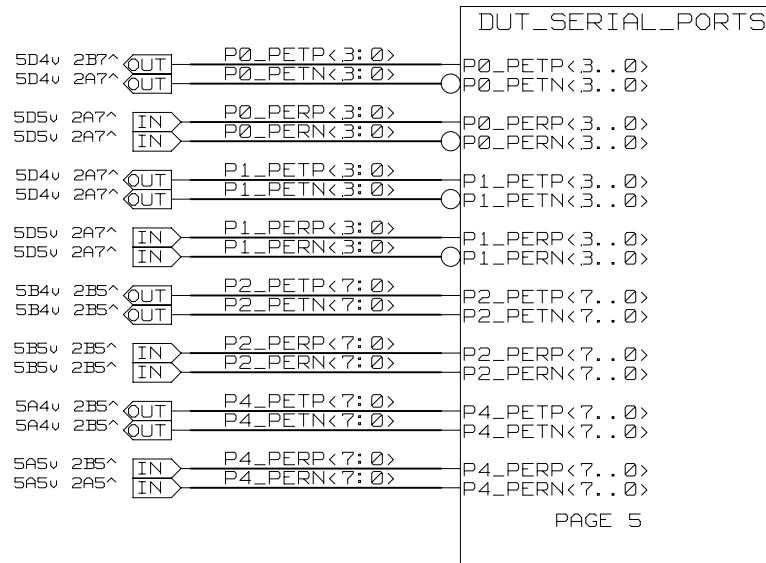 DUT_SERIAL_PORTS
5D4v 2B7^ OUT P0_PETP<3:0> P0_PETP<3..0>
5D4v 2A7^ OUT P0_PETN<3:0> P0_PETN<3..0>
5D5v 2A7^ IN P0_PERP<3:0> P0_PERP<3..0>
5D5v 2A7^ IN P0_PERN<3:0> P0_PERN<3..0>
5D4v 2A7^ OUT P1_PETP<3:0> P1_PETP<3..0>
5D4v 2A7^ OUT P1_PETN<3:0> P1_PETN<3..0>
5D5v 2A7^ IN P1_PERP<3:0> P1_PERP<3..0>
5D5v 2A7^ IN P1_PERN<3:0> P1_PERN<3..0>
5B4v 2B5^ OUT P2_PETP<7:0> P2_PETP<7..0>
5B4v 2B5^ OUT P2_PETN<7:0> P2_PETN<7..0>
5B5v 2B5^ IN P2_PERP<7:0> P2_PERP<7..0>
5B5v 2B5^ IN P2_PERN<7:0> P2_PERN<7..0>
5A4v 2B5^ OUT P4_PETP<7:0> P4_PETP<7..0>
5A4v 2B5^ OUT P4_PETN<7:0> P4_PETN<7..0>
5A5v 2B5^ IN P4_PERP<7:0> P4_PERP<7..0>
5A5v 2A5^ IN P4_PERN<7:0> P4_PERN<7..0>
PAGE 5